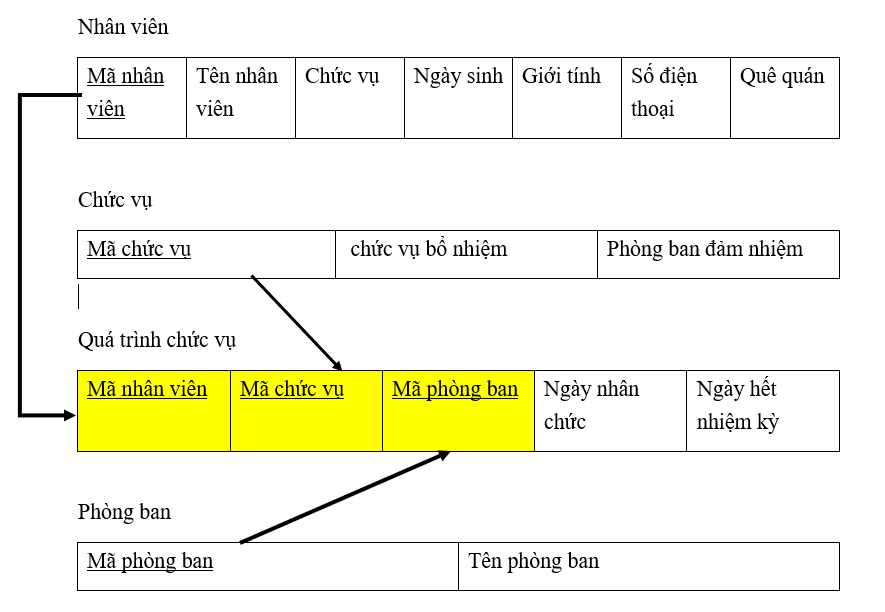 Nhân viên
Mã nhân viên
Tên nhân viên
Chức vụ
Ngày sinh
Giới tính
Số điện thoại
Quê quán
Chức vụ
Mã chức vụ
chức vụ bổ nhiệm
Phòng ban đảm nhiệm
Quá trình chức vụ
Mã nhân viên
Mã chức vụ
Mã phòng ban
Ngày nhân chức
Ngày hết nhiệm kỳ
Phòng ban
Mã phòng ban
Tên phòng ban